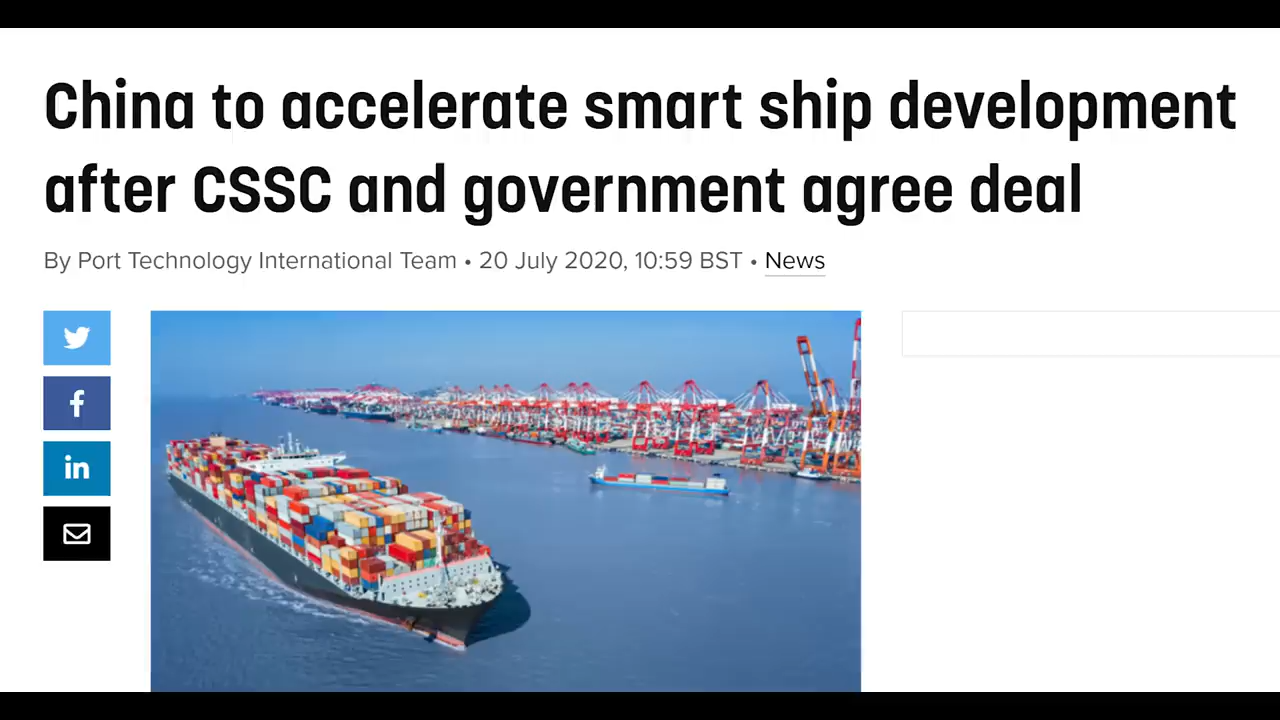 China to accelerate smart ship development
after CSSC and government agree deal
By Port Technology International Team • 20 July 2020, 10:59 BST • News
f
in